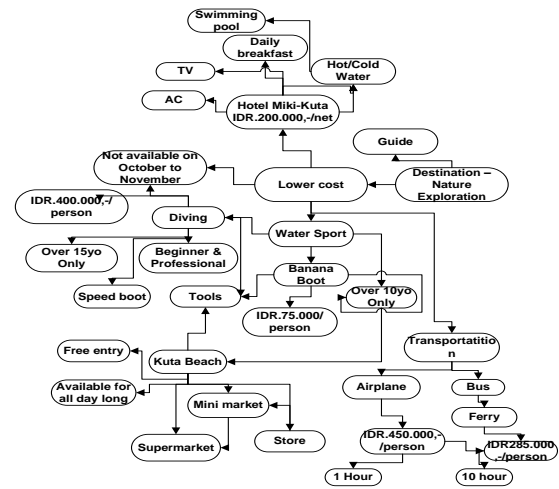 Swimming
pool
Daily
breakfast
TV
Hot/Cold
Water
AC
Hotel Miki-Kuta
IDR.200.000,-/net
Guide
Not available on
October to
November
Lower cost
Destination –
Nature
Exploration
IDR.400.000,-/
person
Diving
Water Sport
Over 15yo
Only
Beginner &
Professional
Banana
Boot
Speed boot
Tools
Over 10yo
Only
IDR.75.000/
person
Transportatitio
n
Free entry
Kuta Beach
Airplane
Bus
Available for
all day long
Mini market
Ferry
Supermarket
Store
IDR.450.000,-
/person
IDR285.000
,-/person
1 Hour
10 hour